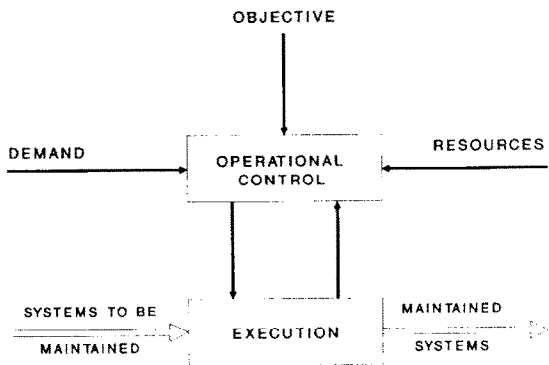 OBJECTIVE
DEMAND
RESOURCES
OPERATIONAL
CONTROL
SYSTEMS TO BE
MAINTAINED
EXECUTION
MAINTAINED
SYSTEMS